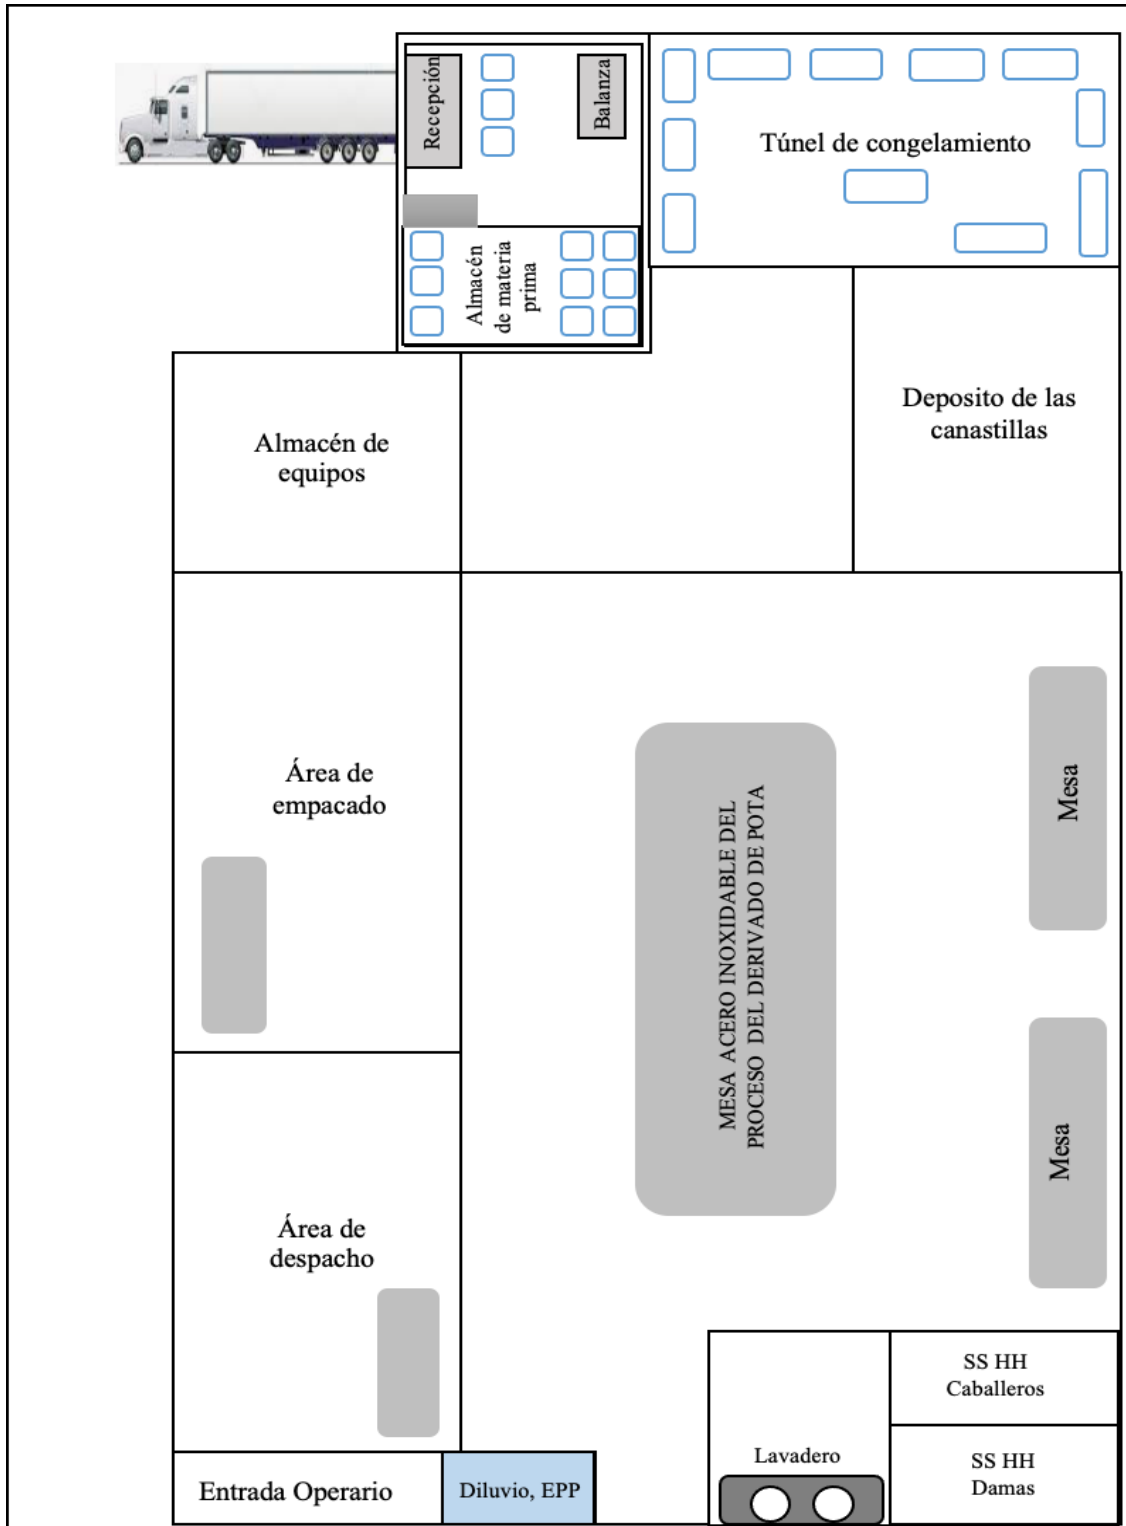 Recepción
Balanza
Túnel de congelamiento
Almacén
de materia
prima
Deposito de las
canastillas
Almacén de
equipos
Área de
empacado
MESA ACERO INOXIDABLE DEL
PROCESO DEL DERIVADO DE POTA
Mesa
Mesa
Área de
despacho
SS HH
Caballeros
Lavadero
SS HH
Damas
Entrada Operario
Diluvio, EPP